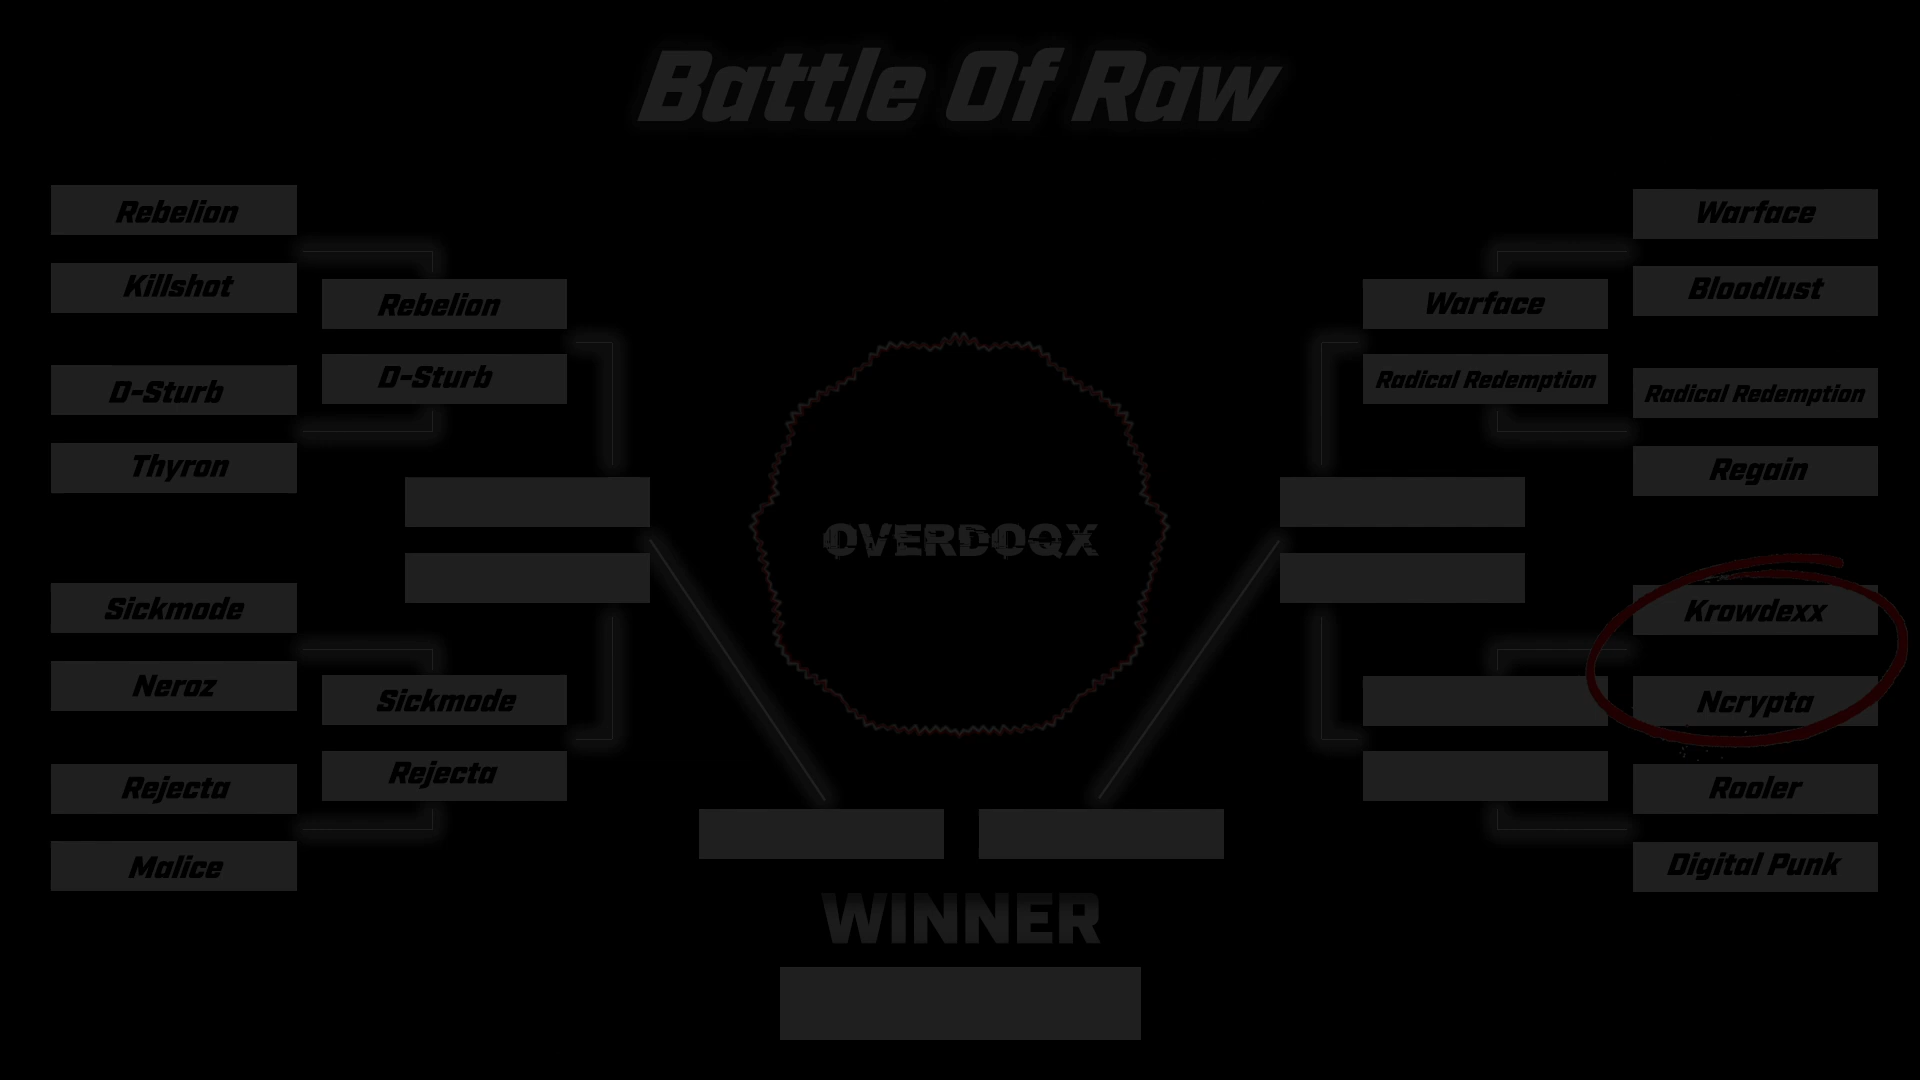 Battle Of Raw
Rebelion
Killshot
D-Sturb
Thyron
Sickmode
Neroz
Rejecta
Malice
Rebelion
D-Sturb
Sickmode
Rejecta
OVERDOQX
WINNER
Warface
Radical Redemption
Warface
Bloodlust
Radical Redemption
Regain
Krowdexx
Ncrypta
Rooler
Digital Punk